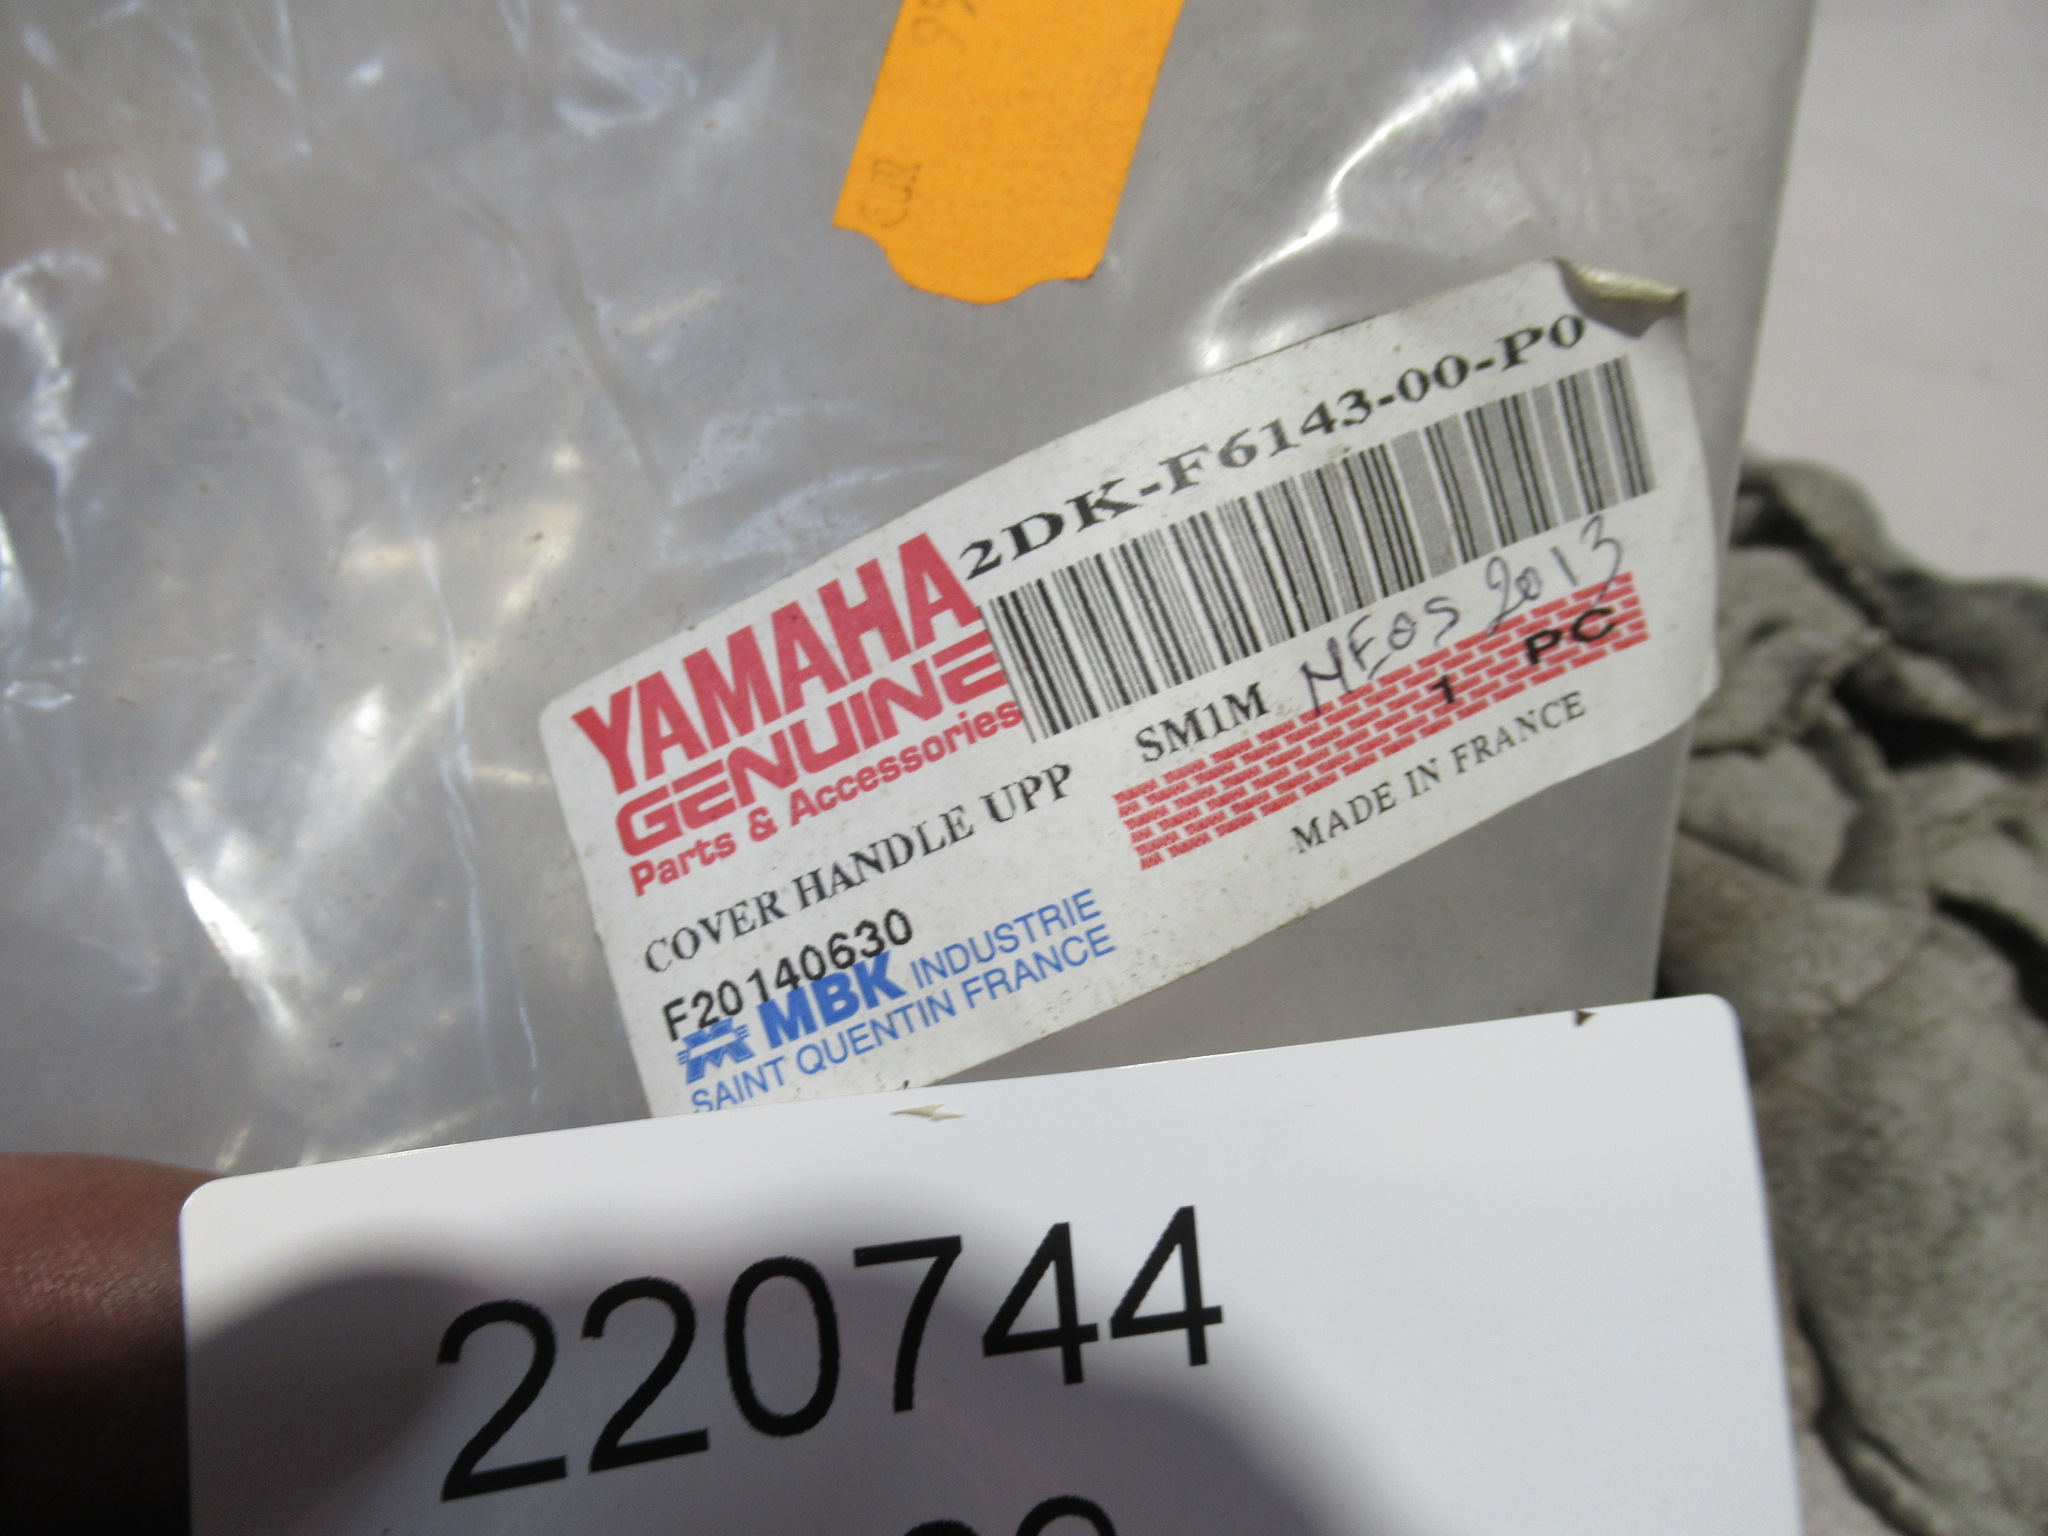 EUR
YAMAHA
GENUINE
Parts & Accessories
2DK-F6143-00-P0
COVER HANDLE UPP
SM1M
NEOS 2013
1 PC
MADE IN FRANCE
F20140630
MBK INDUSTRIE
SAINT QUENTIN FRANCE
220744